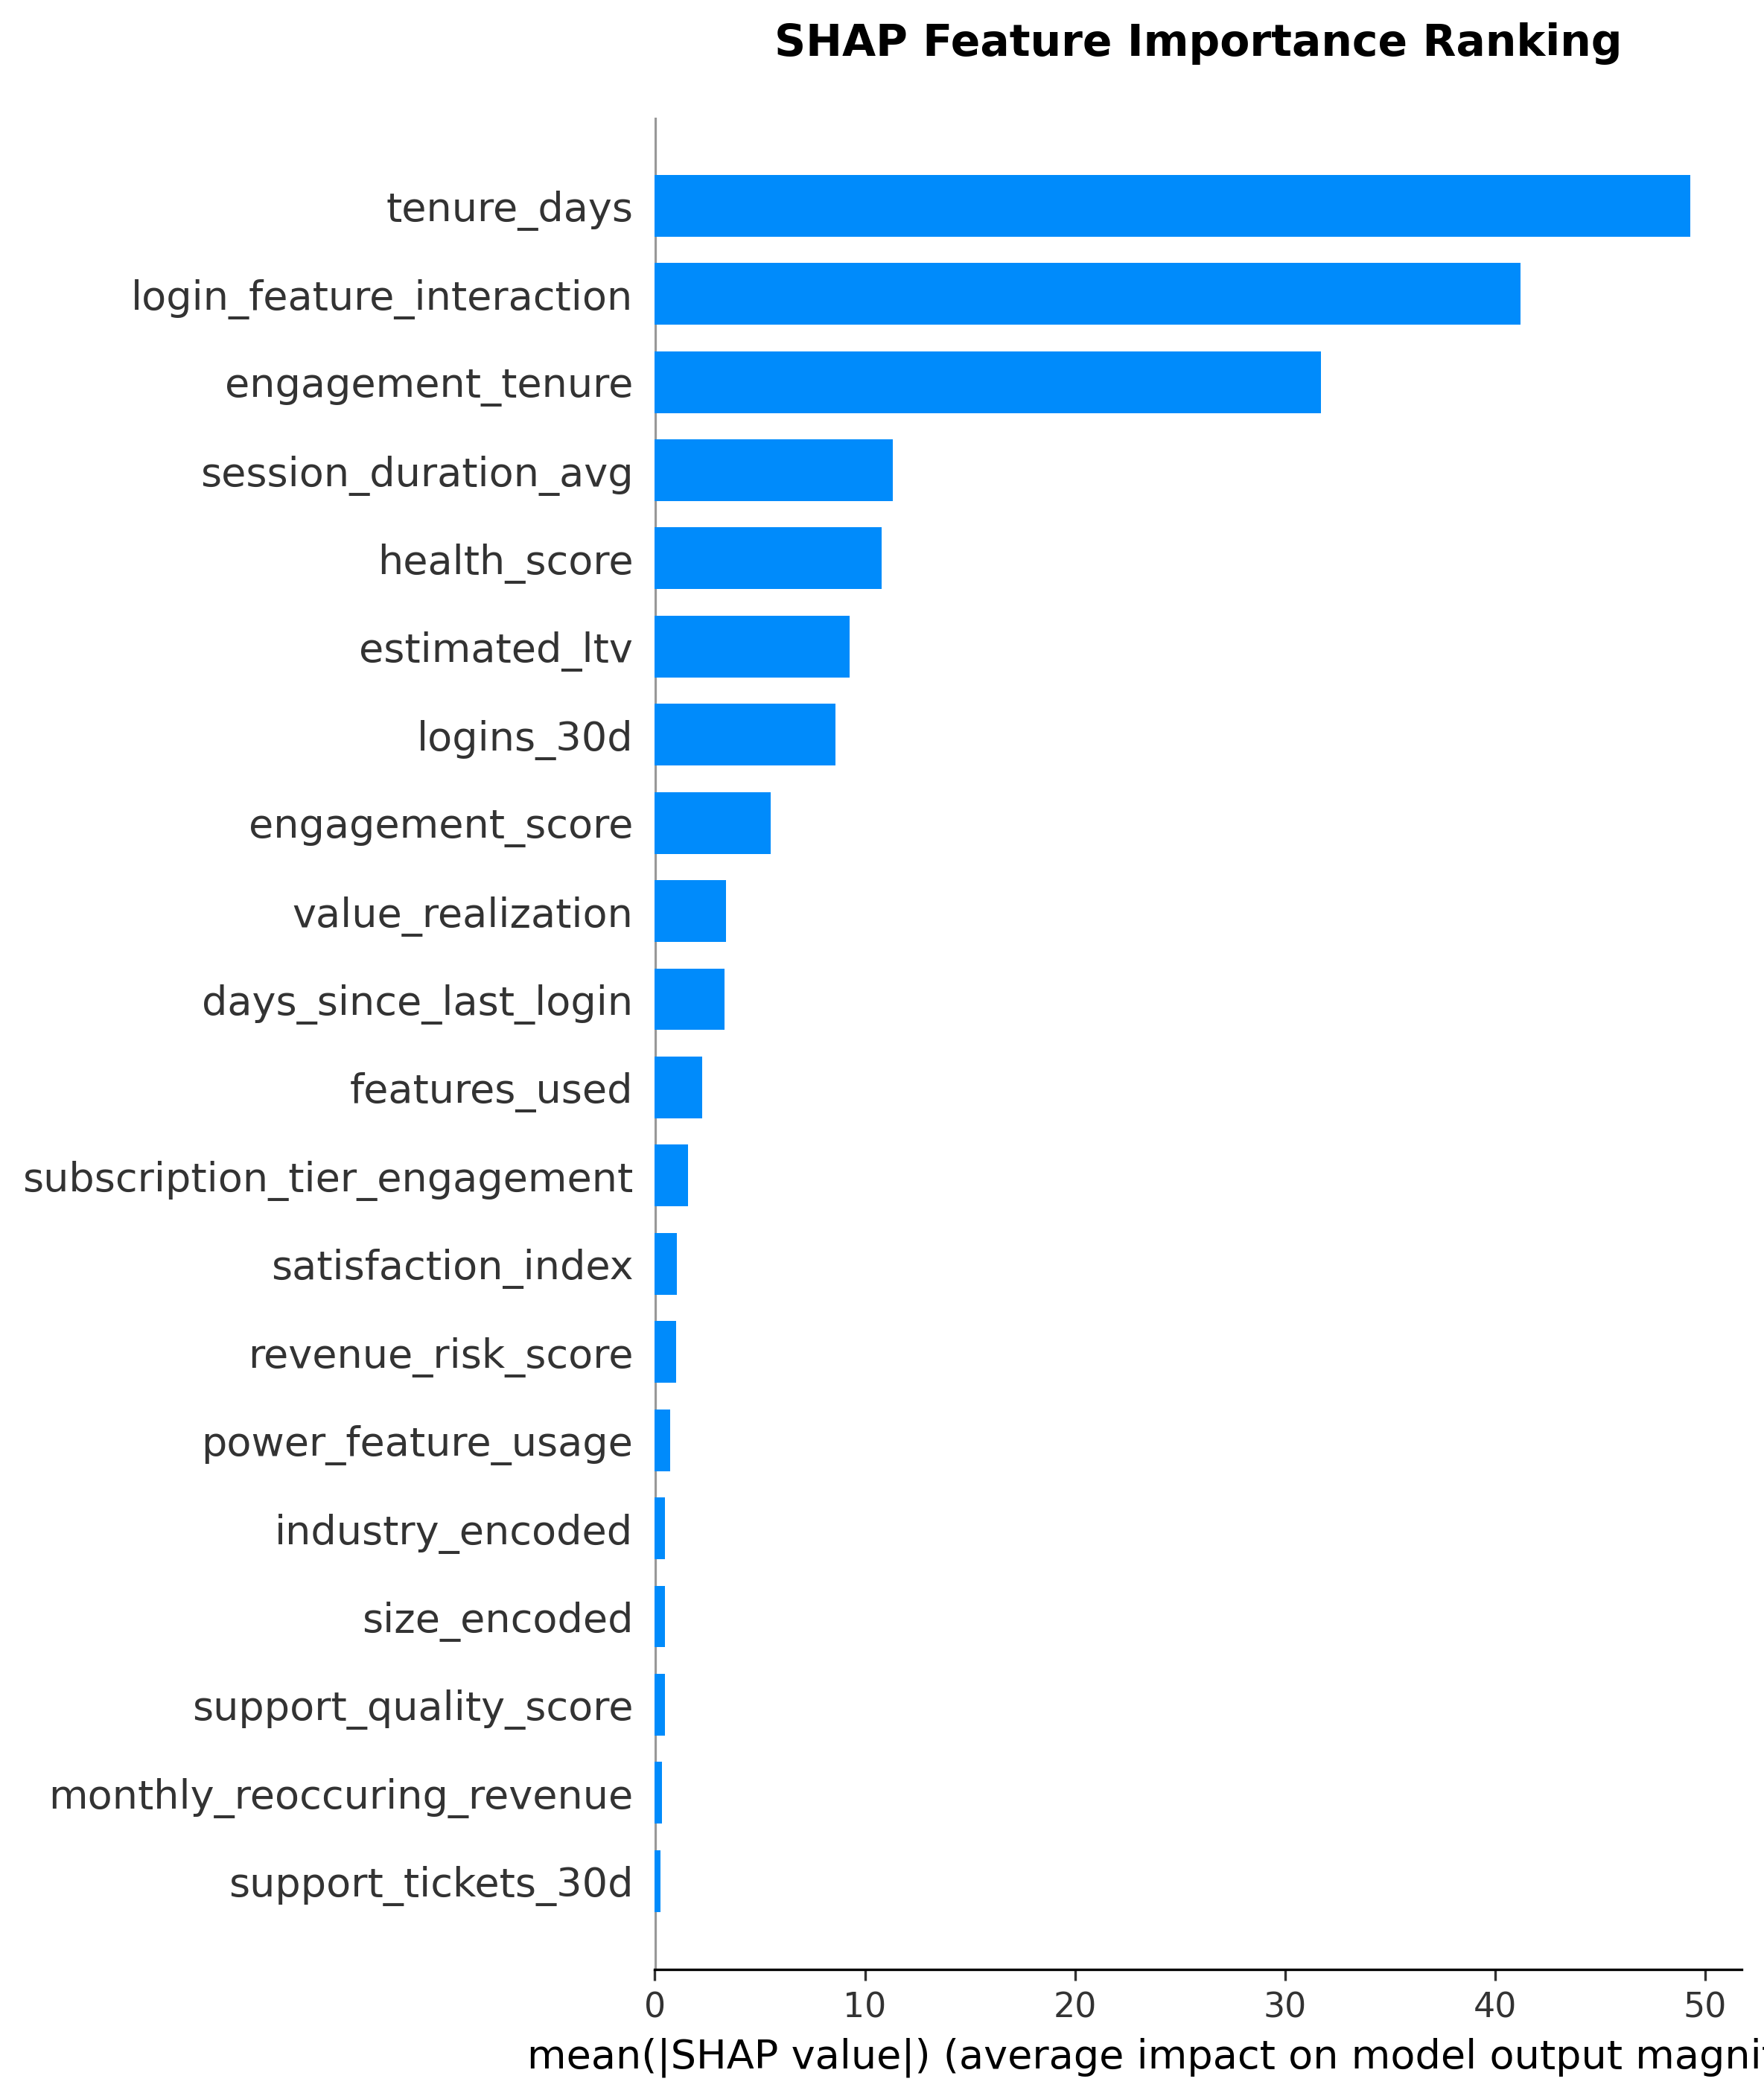 SHAP Feature Importance Ranking
tenure_days
login_feature_interaction
engagement_tenure
session_duration_avg
health_score
estimated_ltv
logins_30d
engagement_score
value_realization
days_since_last_login
features_used
subscription_tier_engagement
satisfaction_index
revenue_risk_score
power_feature_usage
industry_encoded
size_encoded
support_quality_score
monthly_reoccuring_revenue
support_tickets_30d
0 10 20 30 40 50
mean(|SHAP value|) (average impact on model output magni